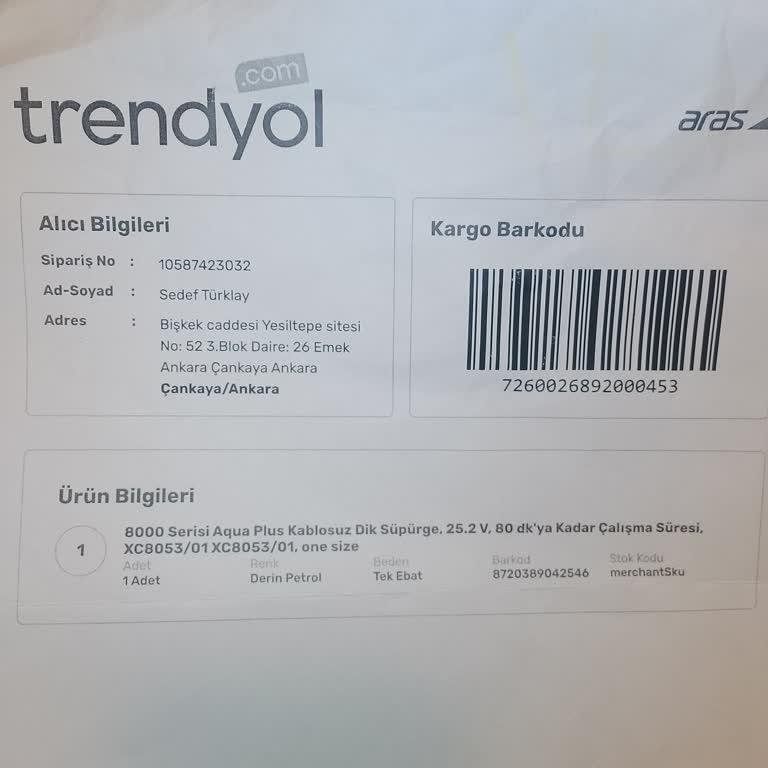 trendyol
.com
aras
Alıcı Bilgileri
Sipariş No : 10587423032
Ad-Soyad : Sedef Türklay
Adres : Bişkek caddesi Yesiltepe sitesi
No: 52 3.Blok Daire: 26 Emek
Ankara Çankaya Ankara
Çankaya/Ankara
Kargo Barkodu
7260026892000453
Ürün Bilgileri
1
8000 Serisi Aqua Plus Kablosuz Dik Süpürge, 25.2 V, 80 dk'ya Kadar Çalışma Süresi,
XC8053/01 XC8053/01, one size
Adet Renk Beden Barkod Stok Kodu
1 Adet Derin Petrol Tek Ebat 8720389042546 merchantSku